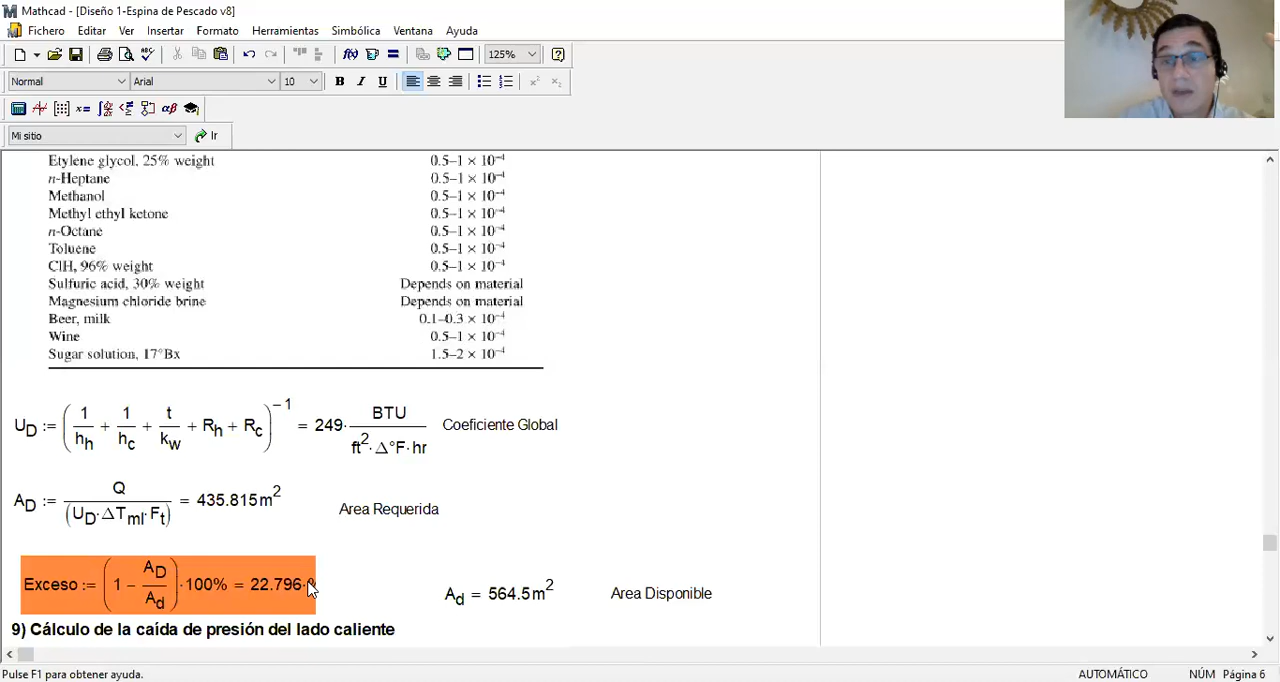 Mathcad - [Diseño 1-Espina de Pescado v8]
Fichero Editar Ver Insertar Formato Herramientas Simbólica Ventana Ayuda
125%
Normal Arial 10 B I U
Mi sitio Ir
Etylene glycol, 25% weight 0.5–1 × 10⁻⁴
n-Heptane 0.5–1 × 10⁻⁴
Methanol 0.5–1 × 10⁻⁴
Methyl ethyl ketone 0.5–1 × 10⁻⁴
n-Octane 0.5–1 × 10⁻⁴
Toluene 0.5–1 × 10⁻⁴
ClH, 96% weight 0.5–1 × 10⁻⁴
Sulfuric acid, 30% weight Depends on material
Magnesium chloride brine Depends on material
Beer, milk 0.1–0.3 × 10⁻⁴
Wine 0.5–1 × 10⁻⁴
Sugar solution, 17°Bx 1.5–2 × 10⁻⁴
U_D := (1/h_h + 1/h_c + t/k_w + R_h + R_c)⁻¹ = 249· BTU/(ft²·Δ°F·hr) Coeficiente Global
A_D := Q/(U_D·ΔT_ml·F_t) = 435.815 m² Area Requerida
Exceso := (1 − A_D/A_d)·100% = 22.796·% A_d = 564.5 m² Area Disponible
9) Cálculo de la caída de presión del lado caliente
Pulse F1 para obtener ayuda. AUTOMÁTICO NÚM Página 6